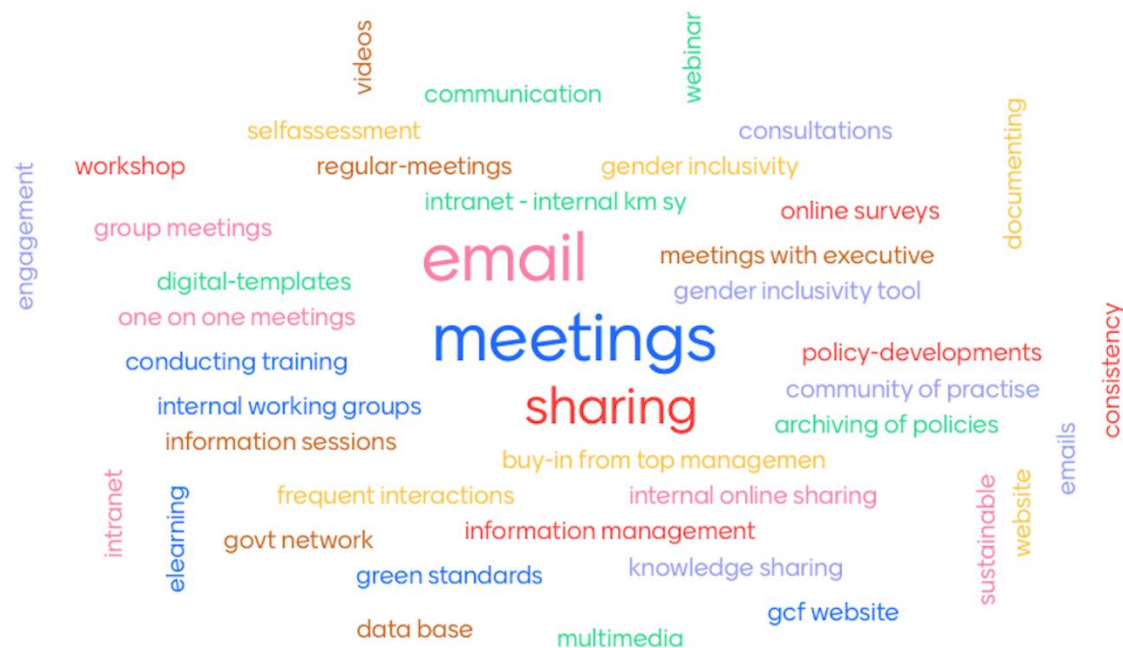 videos
webinar
communication
selfassessment
consultations
documenting
workshop
regular-meetings
gender inclusivity
engagement
intranet - internal km sy
online surveys
group meetings
email
meetings with executive
digital-templates
gender inclusivity tool
one on one meetings
meetings
consistency
conducting training
policy-developments
community of practise
internal working groups
sharing
archiving of policies
information sessions
emails
buy-in from top managemen
intranet
elearning
frequent interactions
internal online sharing
sustainable
website
govt network
information management
green standards
knowledge sharing
gcf website
data base
multimedia